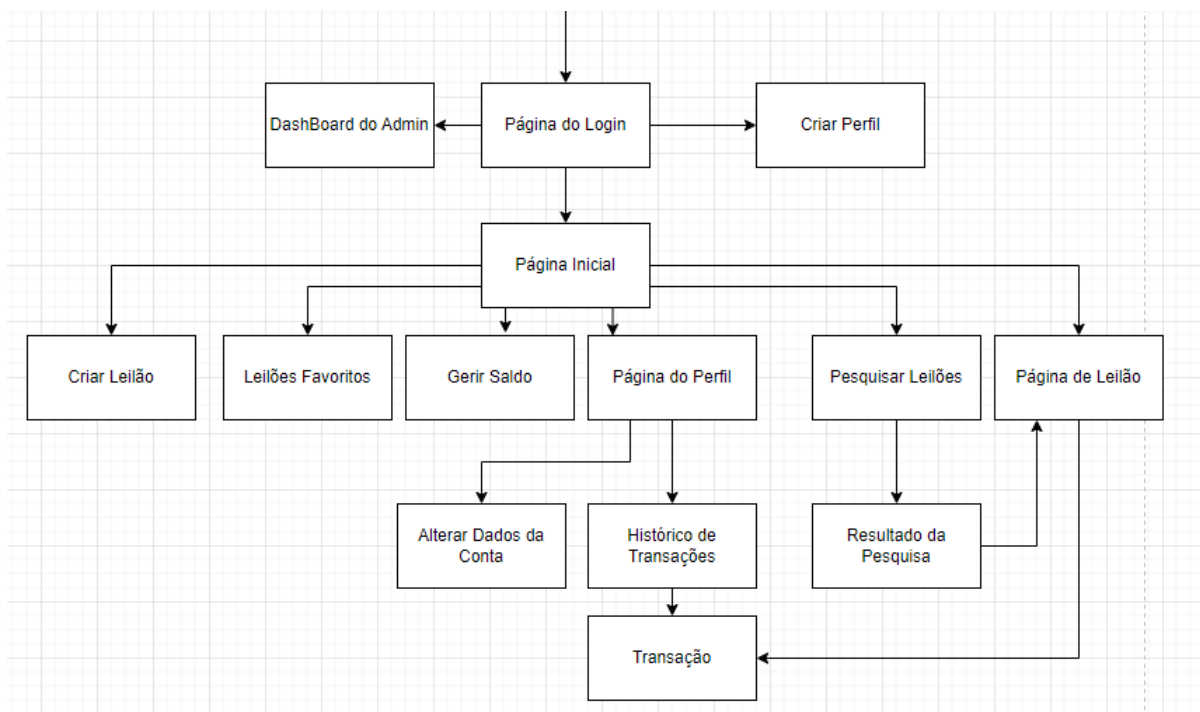 DashBoard do Admin
Página do Login
Criar Perfil
Página Inicial
Criar Leilão
Leilões Favoritos
Gerir Saldo
Página do Perfil
Pesquisar Leilões
Página de Leilão
Alterar Dados da
Conta
Histórico de
Transações
Resultado da
Pesquisa
Transação